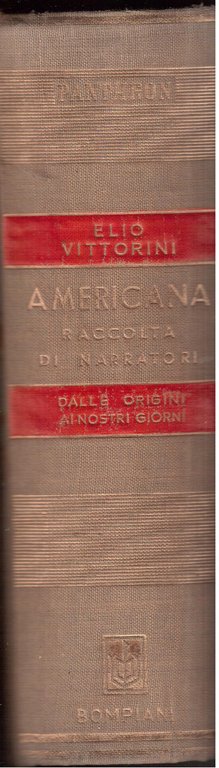 PANTHEON
ELIO
VITTORINI
AMERICANA
RACCOLTA
DI NARRATORI
DALLE ORIGINI
AI NOSTRI GIORNI
BOMPIANI